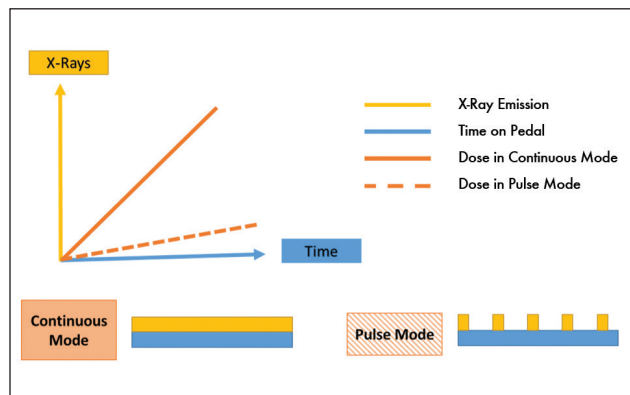 X-Rays
X-Ray Emission
Time on Pedal
Dose in Continuous Mode
Dose in Pulse Mode
Time
Continuous
Mode
Pulse Mode